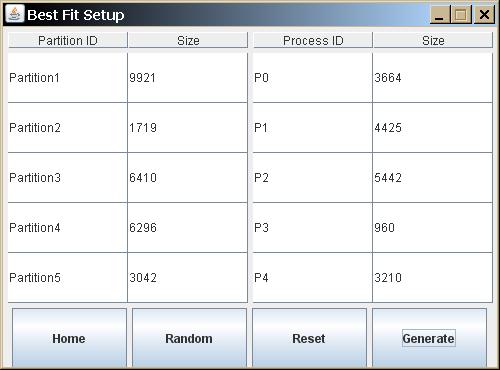 Best Fit Setup
Partition ID Size Process ID Size
Partition1 9921 P0 3664
Partition2 1719 P1 4425
Partition3 6410 P2 5442
Partition4 6296 P3 960
Partition5 3042 P4 3210
Home Random Reset Generate